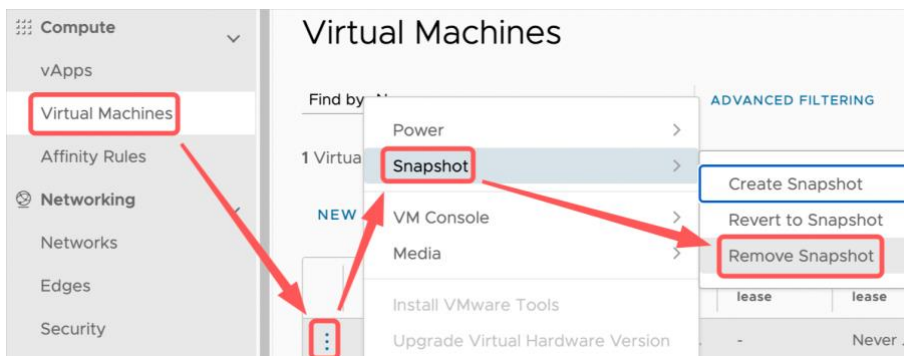 Compute
vApps
Virtual Machines
Affinity Rules
Networking
Networks
Edges
Security
Virtual Machines
Find by
ADVANCED FILTERING
1 Virtua
NEW
Power
Snapshot
VM Console
Media
Install VMware Tools
Upgrade Virtual Hardware Version
Create Snapshot
Revert to Snapshot
Remove Snapshot
lease
lease
-
Never